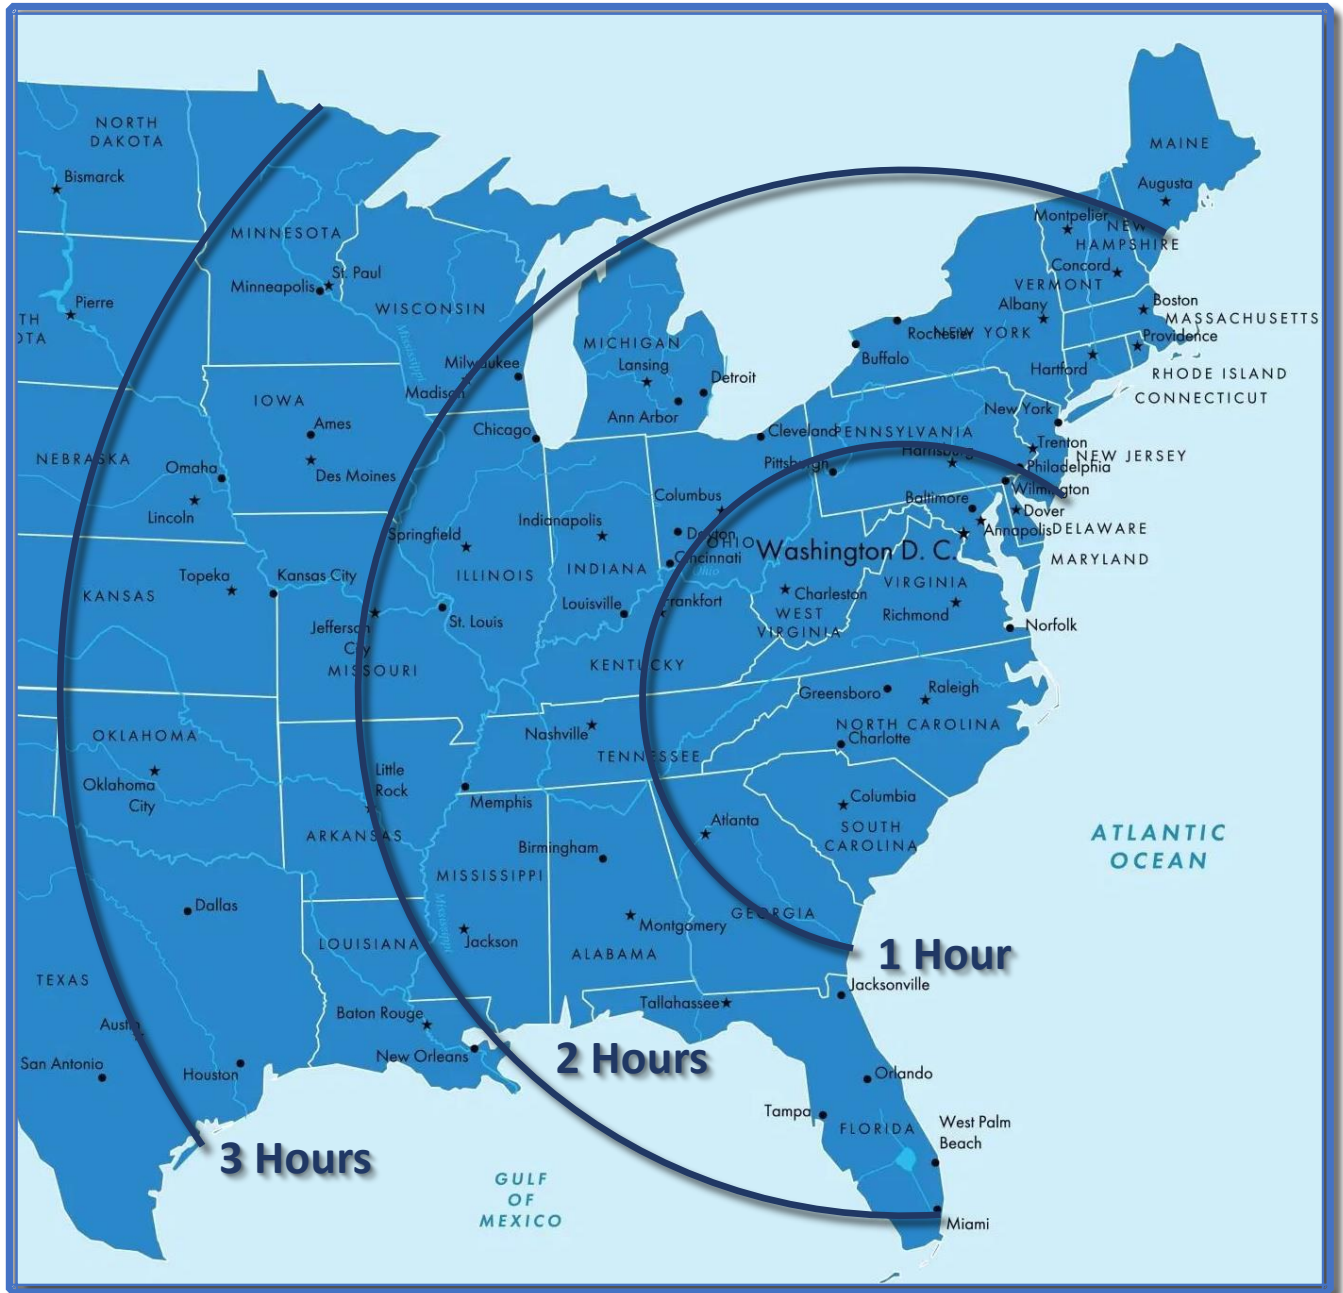 NORTH
DAKOTA
Bismarck
MAINE
Augusta
Montpelier
NEW
HAMPSHIRE
MINNESOTA
St. Paul
Minneapolis
Concord
VERMONT
Pierre
TH
OTA
WISCONSIN
Mississippi
Albany
Boston
MASSACHUSETTS
Rochester
NEW YORK
Providence
Buffalo
Hartford
RHODE ISLAND
CONNECTICUT
MICHIGAN
Lansing
Milwaukee
Madison
Detroit
Ann Arbor
IOWA
Ames
Chicago
New York
Cleveland
PENNSYLVANIA
Trenton
NEW JERSEY
NEBRASKA
Omaha
Des Moines
Pittsburgh
Harrisburg
Philadelphia
Wilmington
Lincoln
Columbus
Baltimore
Dover
Annapolis
DELAWARE
Springfield
Indianapolis
Dayton
OHIO
Washington D. C.
Cincinnati
MARYLAND
Ohio
Topeka
Kansas City
ILLINOIS
INDIANA
VIRGINIA
KANSAS
Louisville
Frankfort
Charleston
WEST
VIRGINIA
Richmond
Jefferson
City
St. Louis
Norfolk
MISSOURI
KENTUCKY
Greensboro
Raleigh
OKLAHOMA
Nashville
NORTH CAROLINA
Charlotte
TENNESSEE
Oklahoma
City
Little
Rock
Memphis
Columbia
ARKANSAS
Atlanta
SOUTH
CAROLINA
ATLANTIC
OCEAN
Birmingham
MISSISSIPPI
Dallas
Mississippi
GEORGIA
Montgomery
LOUISIANA
Jackson
ALABAMA
1 Hour
TEXAS
Jacksonville
Tallahassee
Austin
Baton Rouge
New Orleans
2 Hours
San Antonio
Houston
Orlando
Tampa
FLORIDA
West Palm
Beach
3 Hours
GULF
OF
MEXICO
Miami